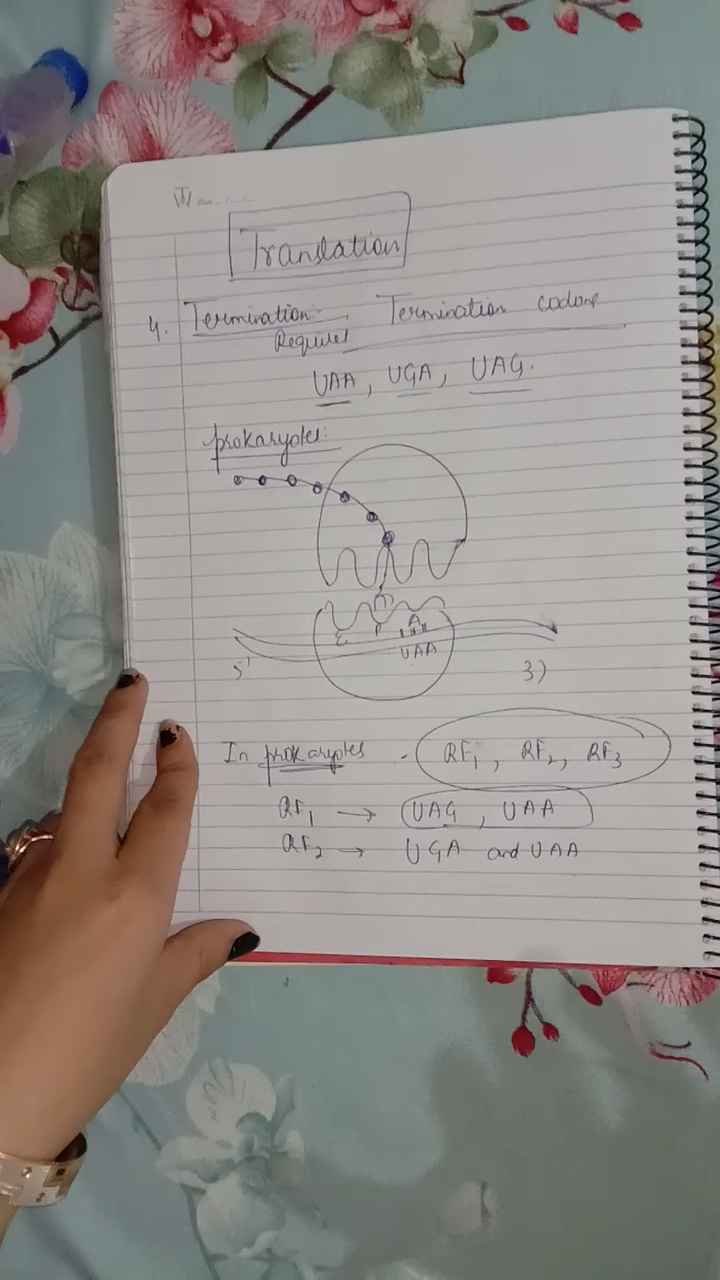 Translation
4. Termination Termination codons
Requires
UAA, UGA, UAG.
prokaryotes:
E P A
UAA
5' 3)
In prokaryotes - RF1, RF2, RF3
RF1 → UAG, UAA
RF2 → UGA and UAA